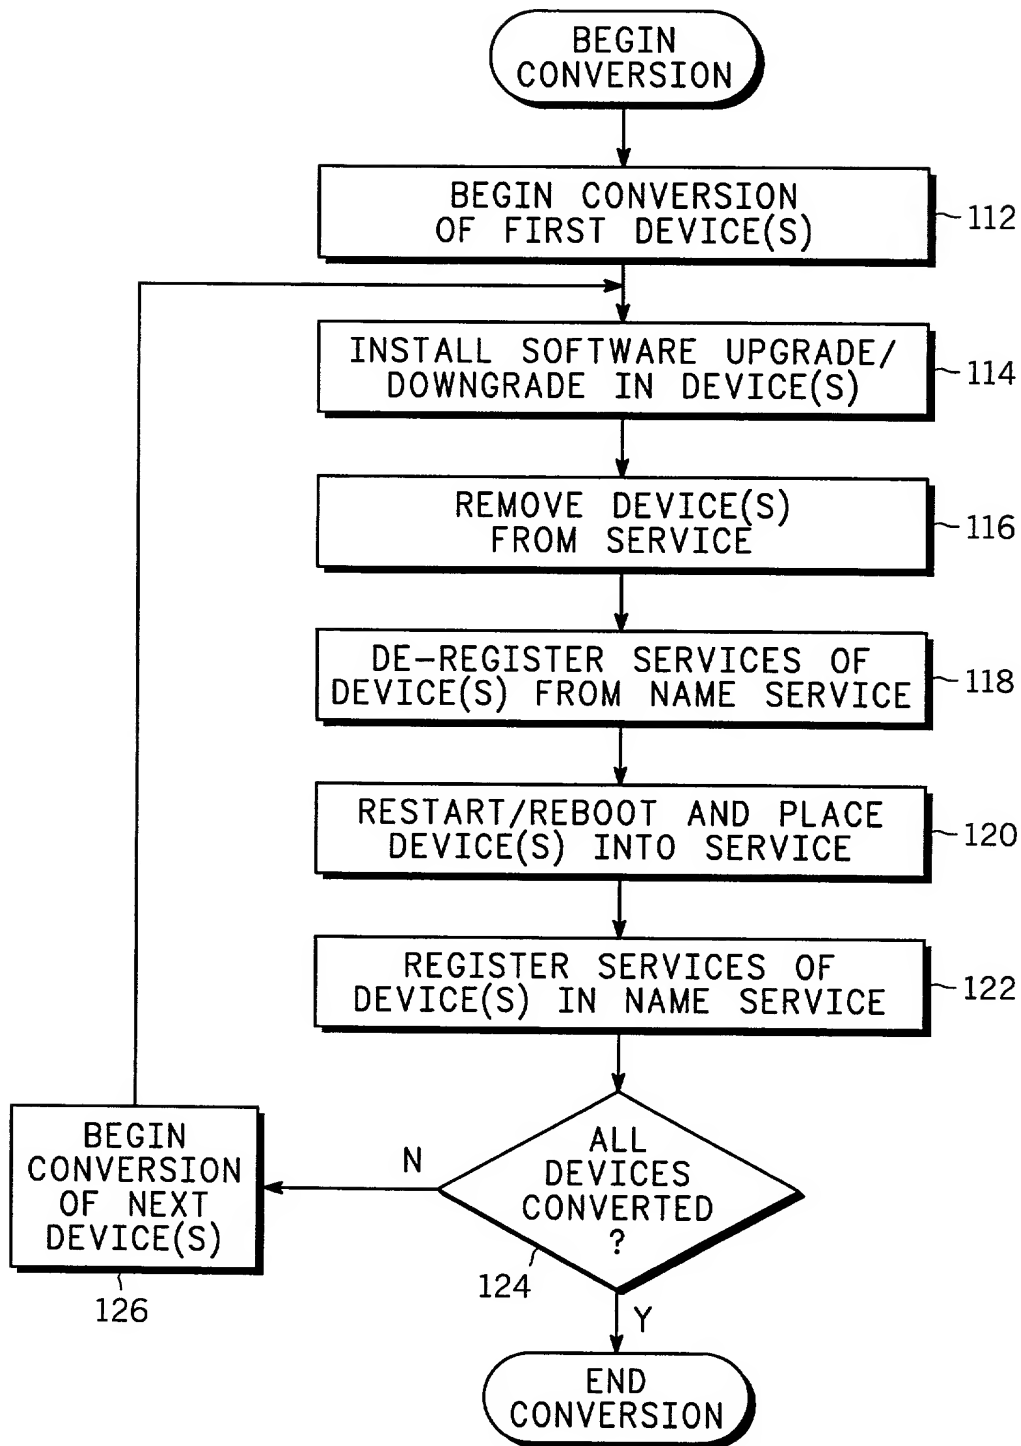 BEGIN
CONVERSION
BEGIN CONVERSION
OF FIRST DEVICE(S)
112
INSTALL SOFTWARE UPGRADE/
DOWNGRADE IN DEVICE(S)
114
REMOVE DEVICE(S)
FROM SERVICE
116
DE-REGISTER SERVICES OF
DEVICE(S) FROM NAME SERVICE
118
RESTART/REBOOT AND PLACE
DEVICE(S) INTO SERVICE
120
REGISTER SERVICES OF
DEVICE(S) IN NAME SERVICE
122
ALL
DEVICES
CONVERTED
?
124
N
BEGIN
CONVERSION
OF NEXT
DEVICE(S)
126
Y
END
CONVERSION